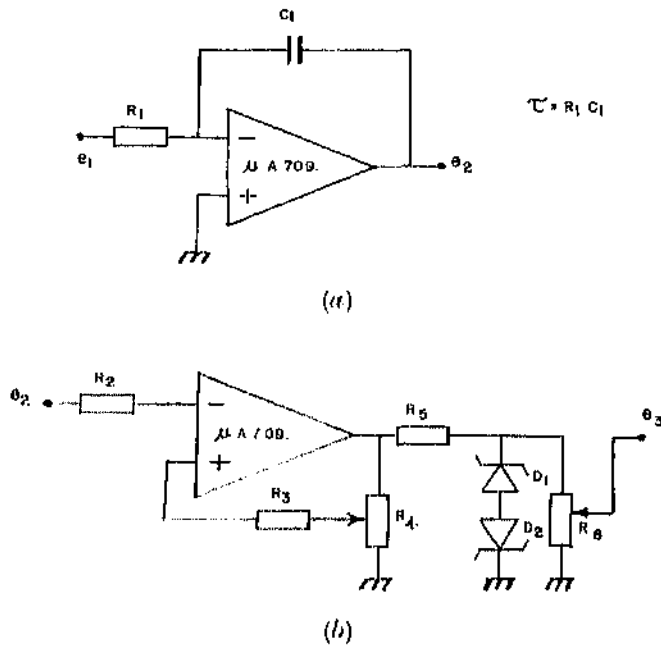 C1
R1
−
τ = R1 C1
e1
μ A 709.
e2
+
(a)
e2
R2
−
R5
e3
μ A 709.
+
D1
R3
R4
D2
R6
(b)